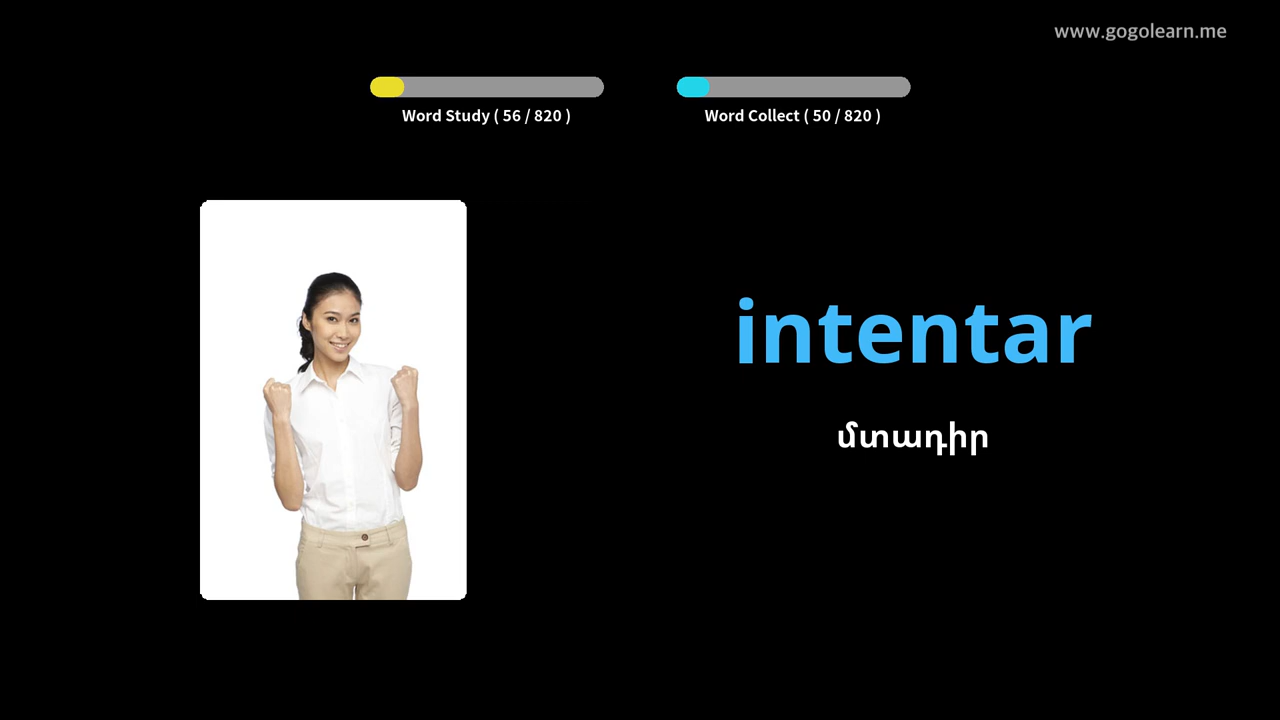 www.gogolearn.me
Word Study ( 56 / 820 )
Word Collect ( 50 / 820 )
intentar
մտադիր